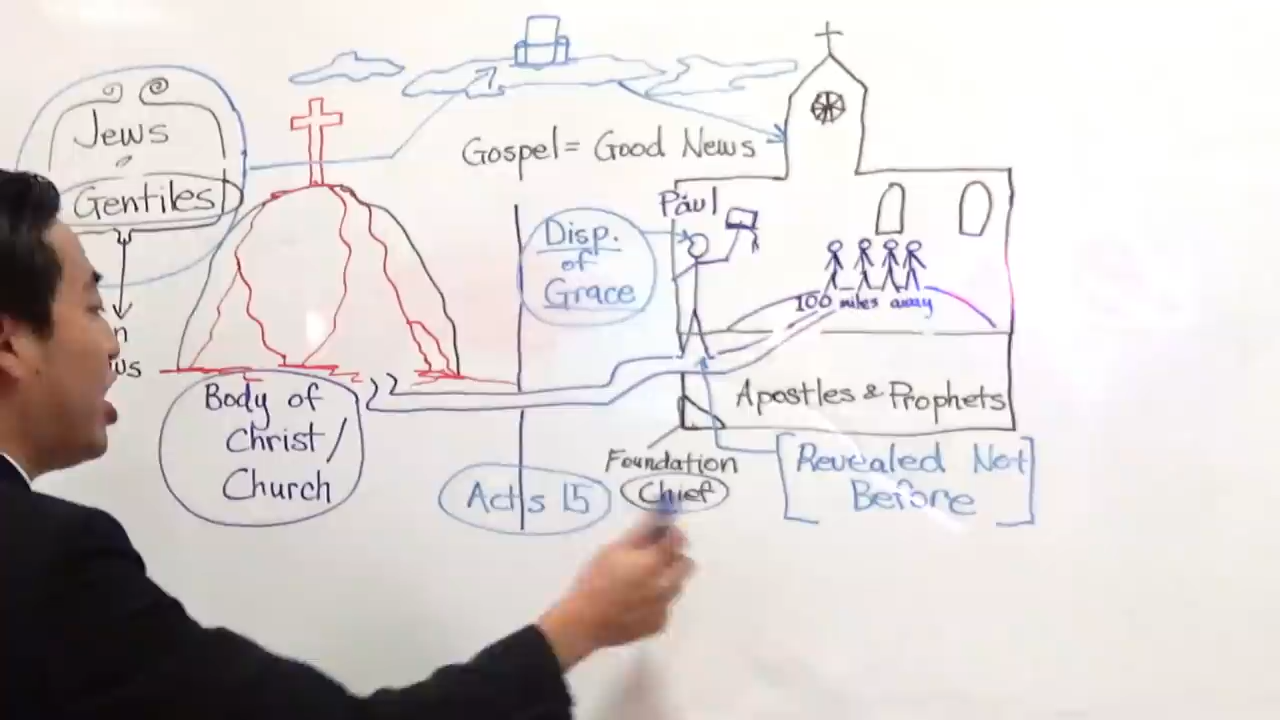 Jews
Gentiles
Gospel = Good News
Paul
Disp.
of
Grace
100 miles away
Body of
Christ/
Church
Apostles & Prophets
Foundation
Chief
Acts 15
[Revealed Not
Before]